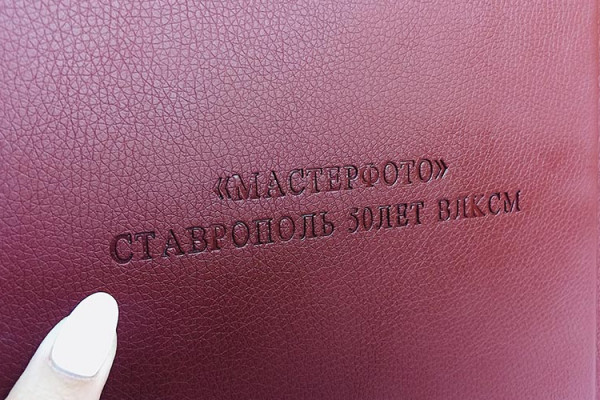 «МАСТЕРФОТО»
СТАВРОПОЛЬ 50ЛЕТ ВЛКСМ